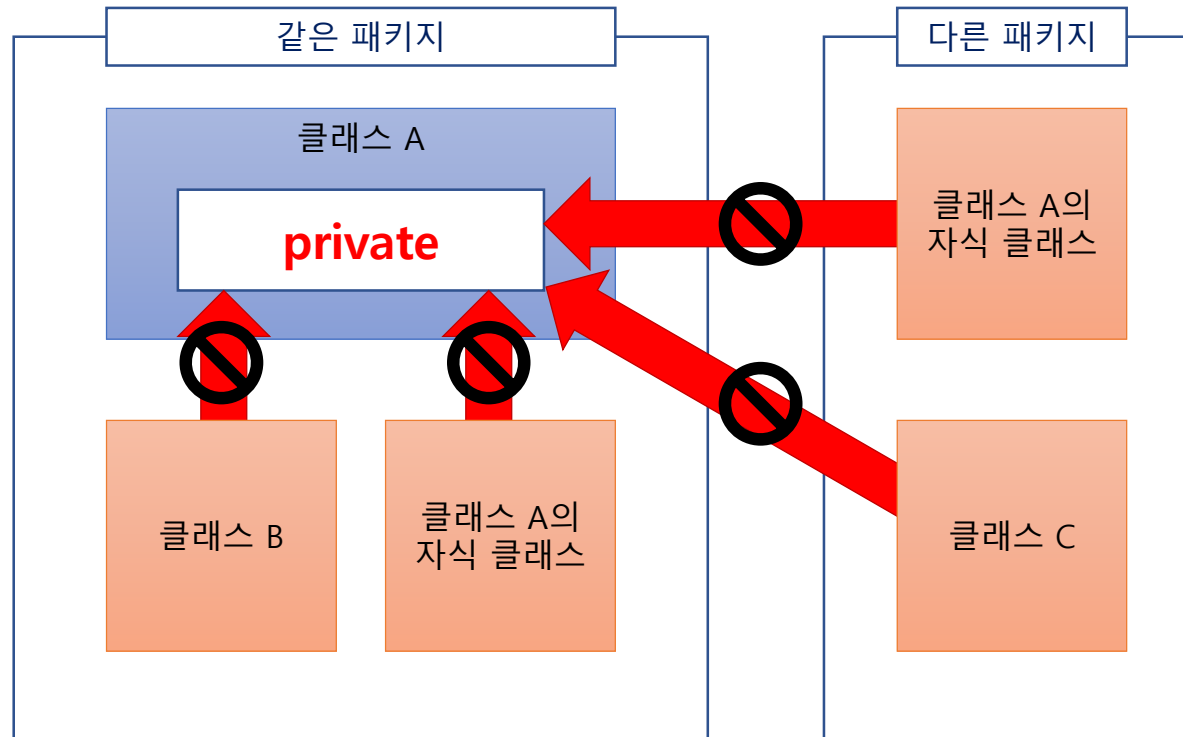 같은 패키지
다른 패키지
클래스 A
private
클래스 A의
자식 클래스
클래스 B
클래스 A의
자식 클래스
클래스 C